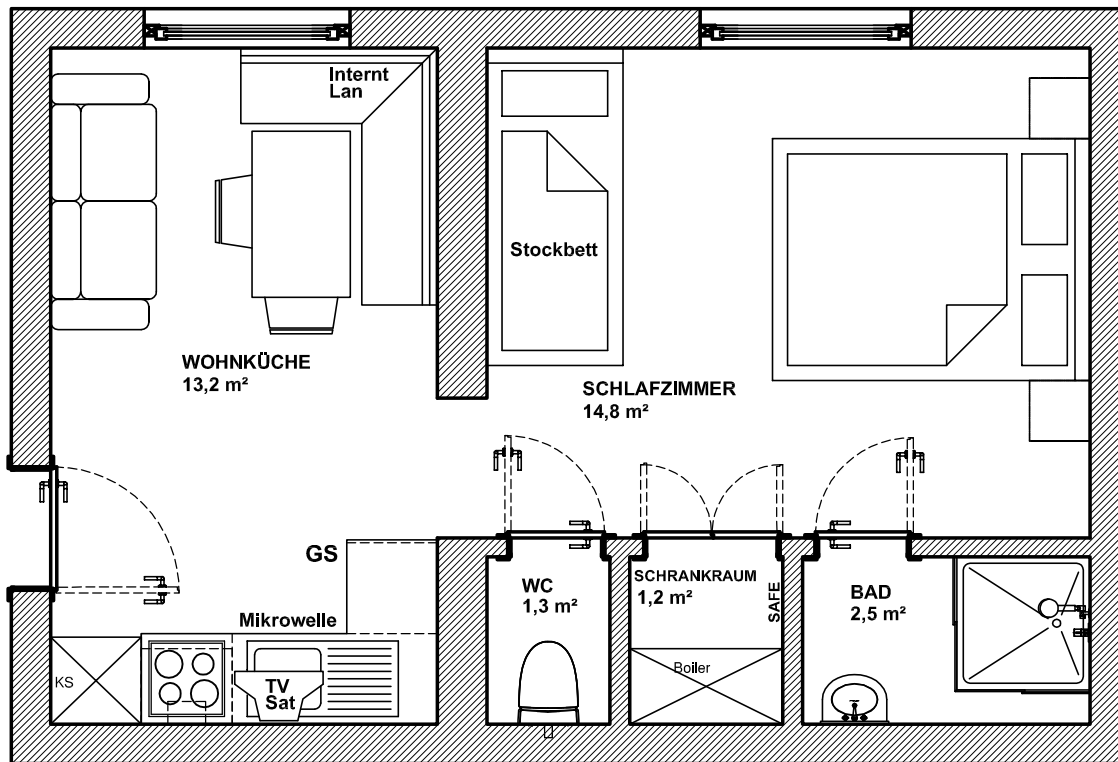 Internt
Lan
Stockbett
WOHNKÜCHE
13,2 m²
SCHLAFZIMMER
14,8 m²
GS
Mikrowelle
KS
TV
Sat
WC
1,3 m²
SCHRANKRAUM
1,2 m²
SAFE
Boiler
BAD
2,5 m²